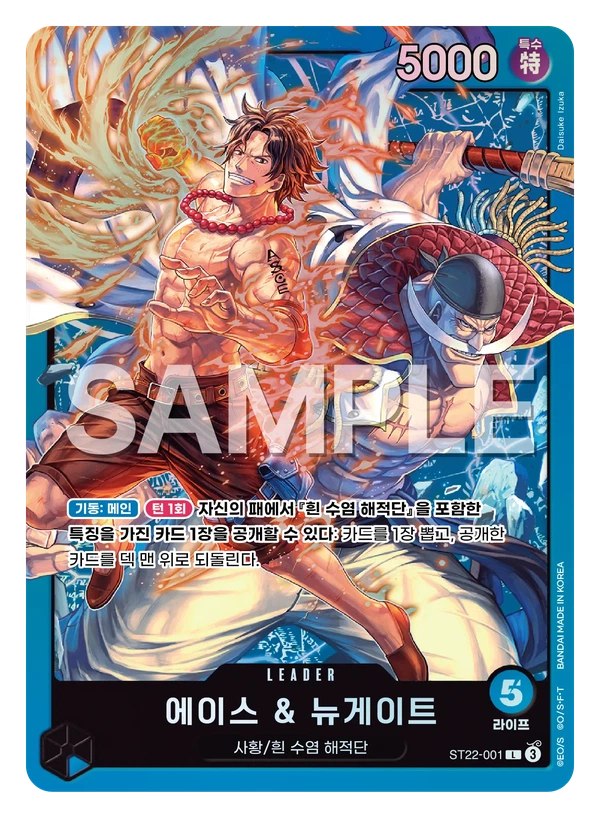 특수
5000 特
Daisuke Izuka
SAMPLE
기동: 메인 턴 1회 자신의 패에서 『흰 수염 해적단』을 포함한
특징을 가진 카드 1장을 공개할 수 있다: 카드를 1장 뽑고, 공개한
카드를 덱 맨 위로 되돌린다.
LEADER
에이스 & 뉴게이트
5
라이프
사황/흰 수염 해적단
ST22-001 L 3
©EO/S ©O/S·F·T BANDAI MADE IN KOREA